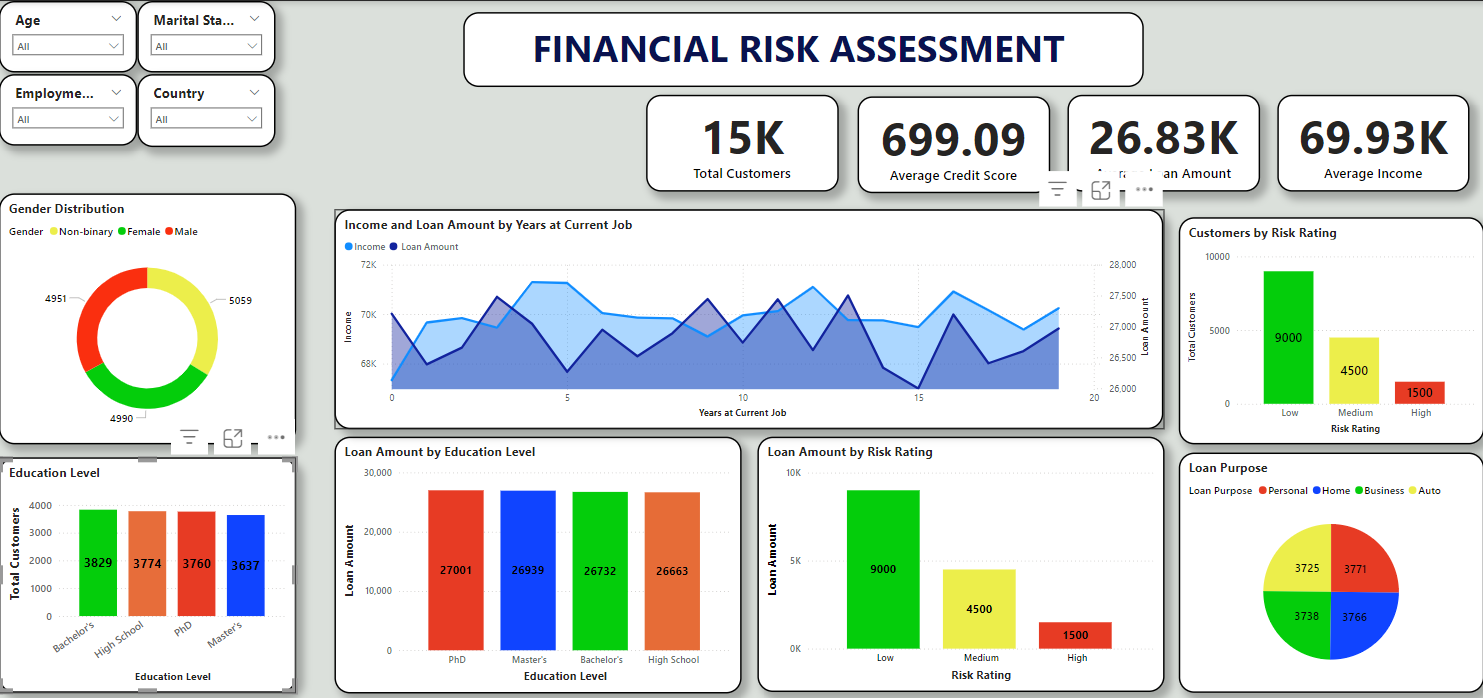 Age
All
Marital Sta...
All
Employme...
All
Country
All
FINANCIAL RISK ASSESSMENT
15K
Total Customers
699.09
Average Credit Score
26.83K
Amount
69.93K
Average Income
Gender Distribution
Gender Non-binary Female Male
4951
5059
4990
Income and Loan Amount by Years at Current Job
Income Loan Amount
72K
70K
68K
Income
28,000
27,500
27,000
26,500
26,000
Loan Amount
0 5 10 15 20
Years at Current Job
Customers by Risk Rating
10000
5000
0
Total Customers
9000
4500
1500
Low Medium High
Risk Rating
Education Level
4000
3000
2000
1000
0
Total Customers
3829 3774 3760 3637
Bachelor's High School PhD Master's
Education Level
Loan Amount by Education Level
30,000
20,000
10,000
0
Loan Amount
27001 26939 26732 26663
PhD Master's Bachelor's High School
Education Level
Loan Amount by Risk Rating
10K
5K
0K
Loan Amount
9000
4500
1500
Low Medium High
Risk Rating
Loan Purpose
Loan Purpose Personal Home Business Auto
3725 3771
3738 3766